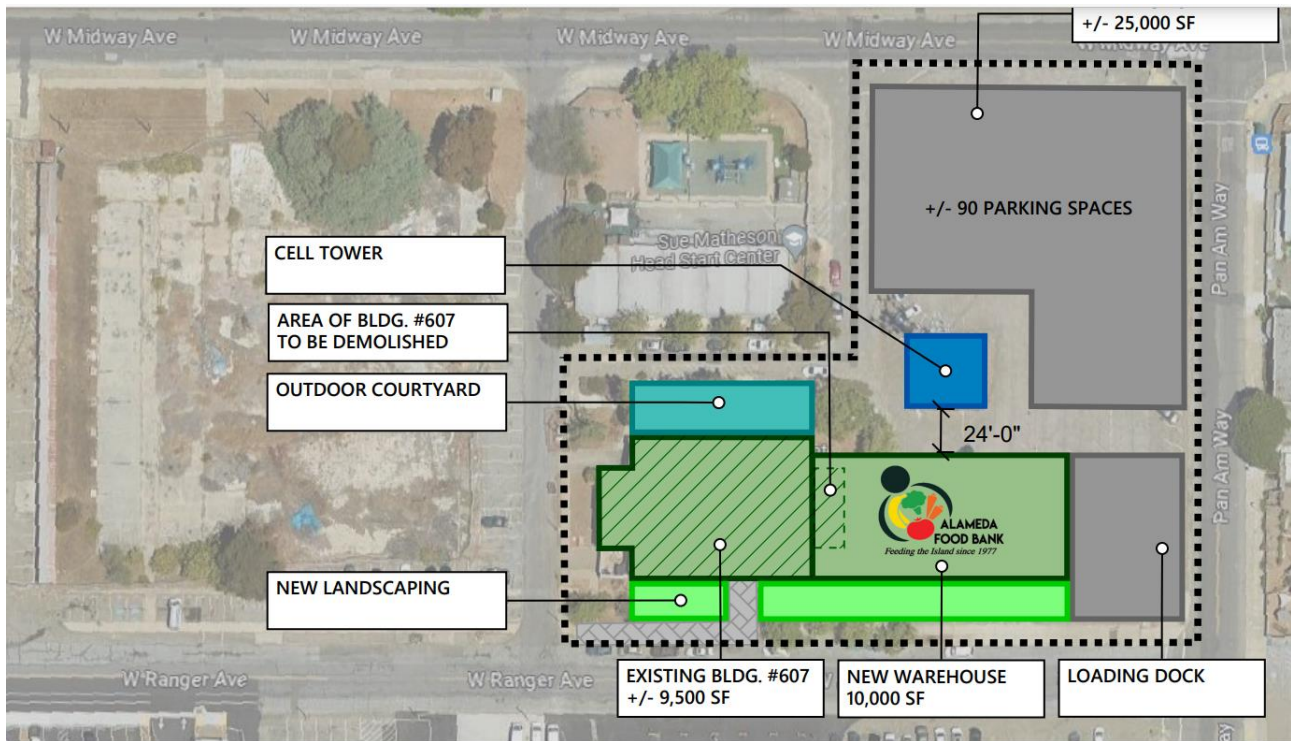 W Midway Ave
W Midway Ave
W Midway Ave
W Midway Ave
W Midway Ave
+/- 25,000 SF
+/- 90 PARKING SPACES
Pan Am Way
Sue Matheson
Head Start Center
CELL TOWER
AREA OF BLDG. #607
TO BE DEMOLISHED
OUTDOOR COURTYARD
24'-0"
Pan Am Way
ALAMEDA
FOOD BANK
Feeding the Island since 1977
NEW LANDSCAPING
W Ranger Ave
W Ranger Ave
EXISTING BLDG. #607
+/- 9,500 SF
NEW WAREHOUSE
10,000 SF
LOADING DOCK